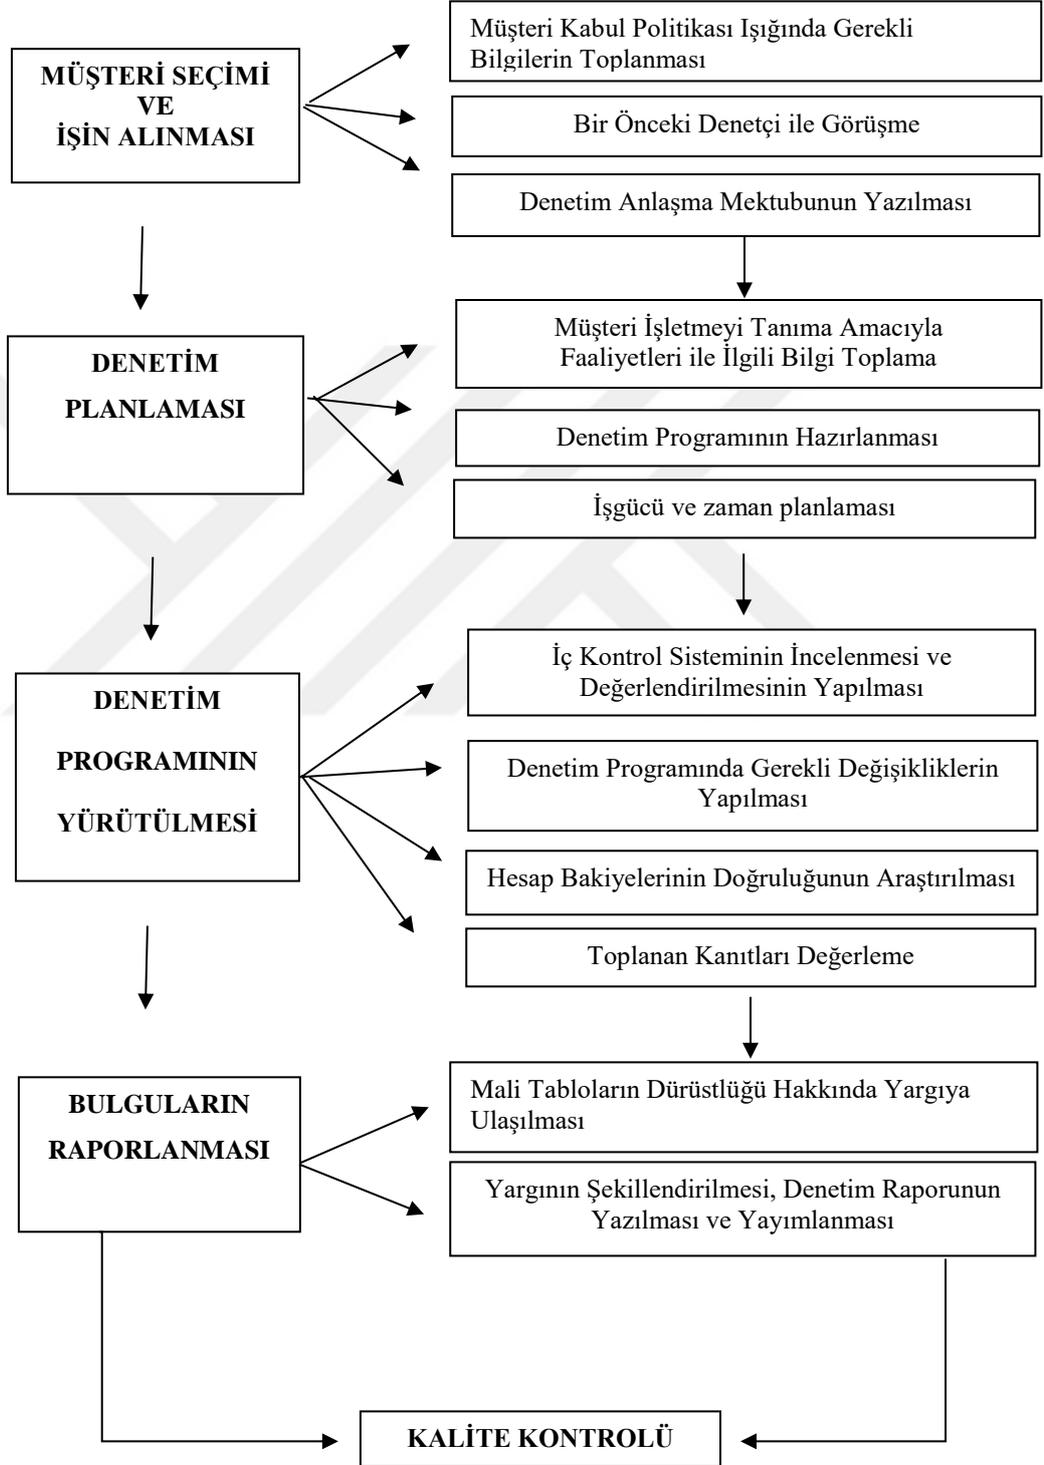 MÜŞTERİ SEÇİMİ
VE
İŞİN ALINMASI
Müşteri Kabul Politikası Işığında Gerekli
Bilgilerin Toplanması
Bir Önceki Denetçi ile Görüşme
Denetim Anlaşma Mektubunun Yazılması
DENETİM
PLANLAMASI
Müşteri İşletmeyi Tanıma Amacıyla
Faaliyetleri ile İlgili Bilgi Toplama
Denetim Programının Hazırlanması
İşgücü ve zaman planlaması
DENETİM
PROGRAMININ
YÜRÜTÜLMESİ
İç Kontrol Sisteminin İncelenmesi ve
Değerlendirilmesinin Yapılması
Denetim Programında Gerekli Değişikliklerin
Yapılması
Hesap Bakiyelerinin Doğruluğunun Araştırılması
Toplanan Kanıtları Değerleme
BULGULARIN
RAPORLANMASI
Mali Tabloların Dürüstlüğü Hakkında Yargıya
Ulaşılması
Yargının Şekillendirilmesi, Denetim Raporunun
Yazılması ve Yayımlanması
KALİTE KONTROLÜ